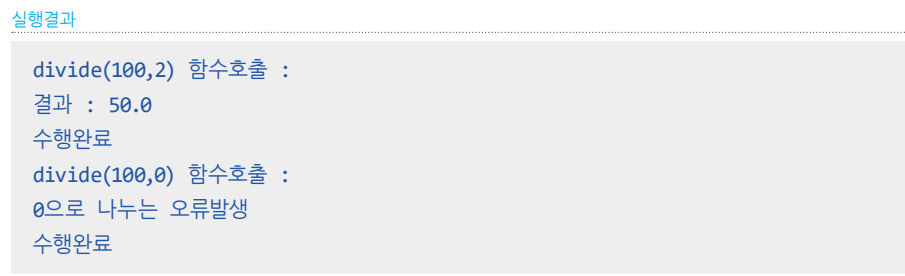 실행결과
divide(100,2) 함수호출 :
결과 : 50.0
수행완료
divide(100,0) 함수호출 :
0으로 나누는 오류발생
수행완료